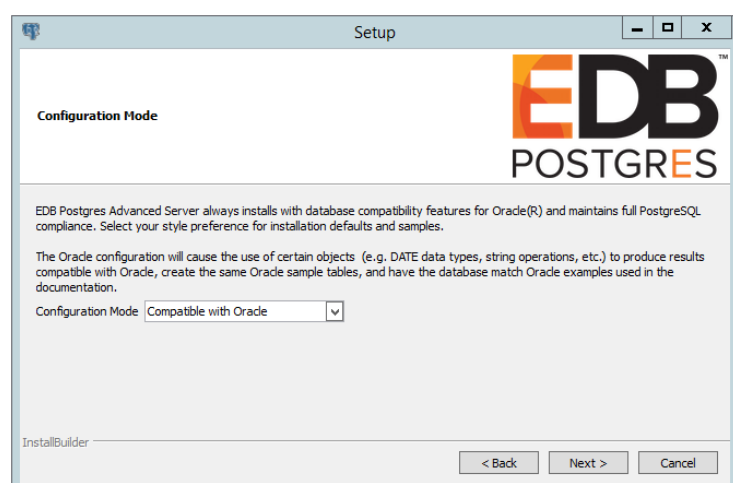 Setup
EDB™
POSTGRES
Configuration Mode
EDB Postgres Advanced Server always installs with database compatibility features for Oracle(R) and maintains full PostgreSQL
compliance. Select your style preference for installation defaults and samples.
The Oracle configuration will cause the use of certain objects (e.g. DATE data types, string operations, etc.) to produce results
compatible with Oracle, create the same Oracle sample tables, and have the database match Oracle examples used in the
documentation.
Configuration Mode Compatible with Oracle
InstallBuilder
< Back Next > Cancel